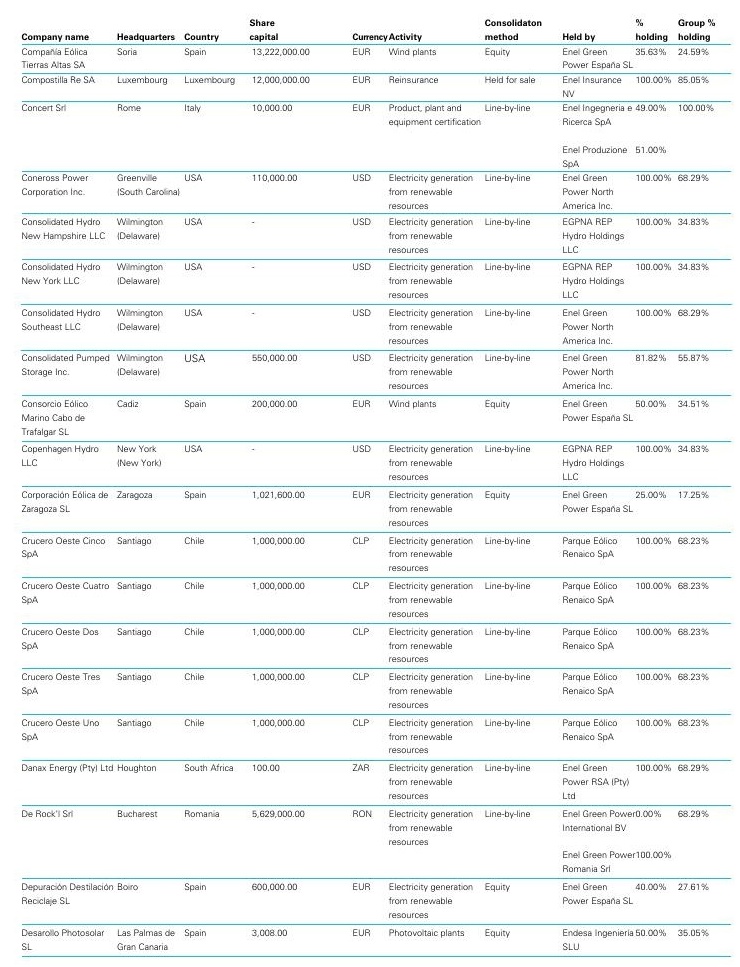 Company name Headquarters Country Share capital Currency Activity Consolidaton method Held by % holding Group % holding
Compañía Eólica Tierras Altas SA Soria Spain 13,222,000.00 EUR Wind plants Equity Enel Green Power España SL 35.63% 24.59%
Compostilla Re SA Luxembourg Luxembourg 12,000,000.00 EUR Reinsurance Held for sale Enel Insurance NV 100.00% 85.05%
Concert Srl Rome Italy 10,000.00 EUR Product, plant and equipment certification Line-by-line Enel Ingegneria e Ricerca SpA 49.00% 100.00%
Enel Produzione SpA 51.00%
Coneross Power Corporation Inc. Greenville (South Carolina) USA 110,000.00 USD Electricity generation from renewable resources Line-by-line Enel Green Power North America Inc. 100.00% 68.29%
Consolidated Hydro New Hampshire LLC Wilmington (Delaware) USA - USD Electricity generation from renewable resources Line-by-line EGPNA REP Hydro Holdings LLC 100.00% 34.83%
Consolidated Hydro New York LLC Wilmington (Delaware) USA - USD Electricity generation from renewable resources Line-by-line EGPNA REP Hydro Holdings LLC 100.00% 34.83%
Consolidated Hydro Southeast LLC Wilmington (Delaware) USA - USD Electricity generation from renewable resources Line-by-line Enel Green Power North America Inc. 100.00% 68.29%
Consolidated Pumped Storage Inc. Wilmington (Delaware) USA 550,000.00 USD Electricity generation from renewable resources Line-by-line Enel Green Power North America Inc. 81.82% 55.87%
Consorcio Eólico Marino Cabo de Trafalgar SL Cadiz Spain 200,000.00 EUR Wind plants Equity Enel Green Power España SL 50.00% 34.51%
Copenhagen Hydro LLC New York (New York) USA - USD Electricity generation from renewable resources Line-by-line EGPNA REP Hydro Holdings LLC 100.00% 34.83%
Corporación Eólica de Zaragoza SL Zaragoza Spain 1,021,600.00 EUR Electricity generation from renewable resources Equity Enel Green Power España SL 25.00% 17.25%
Crucero Oeste Cinco SpA Santiago Chile 1,000,000.00 CLP Electricity generation from renewable resources Line-by-line Parque Eólico Renaico SpA 100.00% 68.23%
Crucero Oeste Cuatro SpA Santiago Chile 1,000,000.00 CLP Electricity generation from renewable resources Line-by-line Parque Eólico Renaico SpA 100.00% 68.23%
Crucero Oeste Dos SpA Santiago Chile 1,000,000.00 CLP Electricity generation from renewable resources Line-by-line Parque Eólico Renaico SpA 100.00% 68.23%
Crucero Oeste Tres SpA Santiago Chile 1,000,000.00 CLP Electricity generation from renewable resources Line-by-line Parque Eólico Renaico SpA 100.00% 68.23%
Crucero Oeste Uno SpA Santiago Chile 1,000,000.00 CLP Electricity generation from renewable resources Line-by-line Parque Eólico Renaico SpA 100.00% 68.23%
Danax Energy (Pty) Ltd Houghton South Africa 100.00 ZAR Electricity generation from renewable resources Line-by-line Enel Green Power RSA (Pty) Ltd 100.00% 68.29%
De Rock'l Srl Bucharest Romania 5,629,000.00 RON Electricity generation from renewable resources Line-by-line Enel Green Power International BV 0.00% 68.29%
Enel Green Power Romania Srl 100.00%
Depuración Destilación Reciclaje SL Boiro Spain 600,000.00 EUR Electricity generation from renewable resources Equity Enel Green Power España SL 40.00% 27.61%
Desarollo Photosolar SL Las Palmas de Gran Canaria Spain 3,008.00 EUR Photovoltaic plants Equity Endesa Ingeniería SLU 50.00% 35.05%